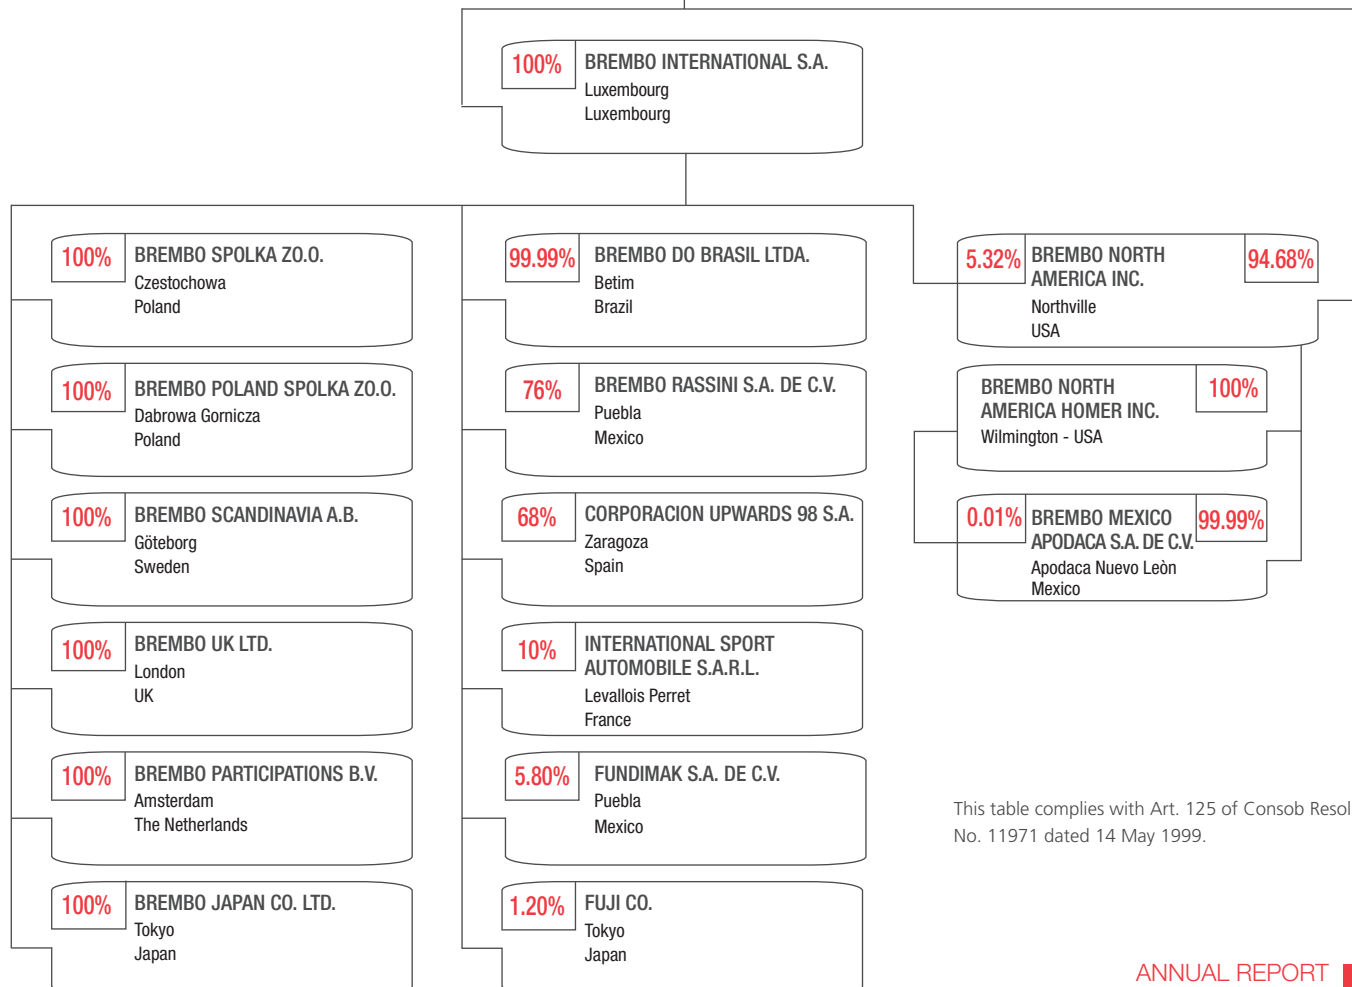 100%
BREMBO INTERNATIONAL S.A.
Luxembourg
Luxembourg
100%
BREMBO SPOLKA ZO.O.
Czestochowa
Poland
100%
BREMBO POLAND SPOLKA ZO.O.
Dabrowa Gornicza
Poland
100%
BREMBO SCANDINAVIA A.B.
Göteborg
Sweden
100%
BREMBO UK LTD.
London
UK
100%
BREMBO PARTICIPATIONS B.V.
Amsterdam
The Netherlands
100%
BREMBO JAPAN CO. LTD.
Tokyo
Japan
99.99%
BREMBO DO BRASIL LTDA.
Betim
Brazil
76%
BREMBO RASSINI S.A. DE C.V.
Puebla
Mexico
68%
CORPORACION UPWARDS 98 S.A.
Zaragoza
Spain
10%
INTERNATIONAL SPORT
AUTOMOBILE S.A.R.L.
Levallois Perret
France
5.80%
FUNDIMAK S.A. DE C.V.
Puebla
Mexico
1.20%
FUJI CO.
Tokyo
Japan
5.32%
BREMBO NORTH
AMERICA INC.
94.68%
Northville
USA
BREMBO NORTH
AMERICA HOMER INC.
100%
Wilmington - USA
0.01%
BREMBO MEXICO
APODACA S.A. DE C.V.
99.99%
Apodaca Nuevo Leòn
Mexico
This table complies with Art. 125 of Consob Resol
No. 11971 dated 14 May 1999.
ANNUAL REPORT